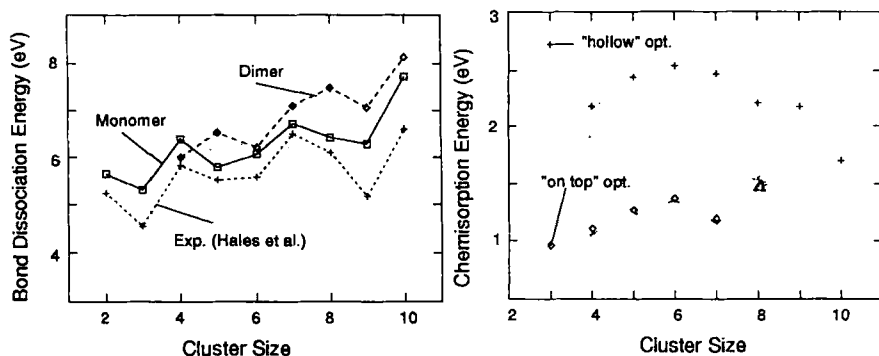 Bond Dissociation Energy (eV)
8
6
4
Dimer
Monomer
Exp. (Hales et al.)
2 4 6 8 10
Cluster Size
Chemisorption Energy (eV)
3
2
1
"hollow" opt.
"on top" opt.
2 4 6 8 10
Cluster Size